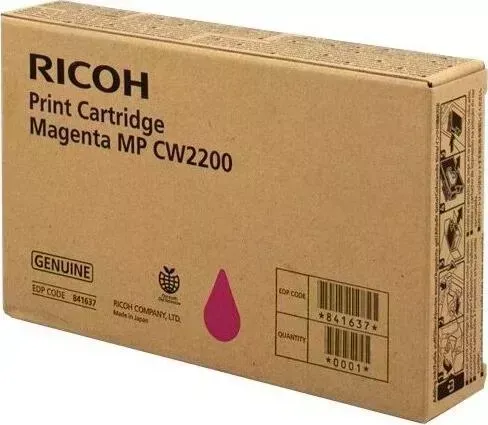 RICOH
Print Cartridge
Magenta MP CW2200
GENUINE
EDP CODE 841637
RICOH COMPANY, LTD.
Made in Japan
EDP CODE
*841637*
QUANTITY
*0001*